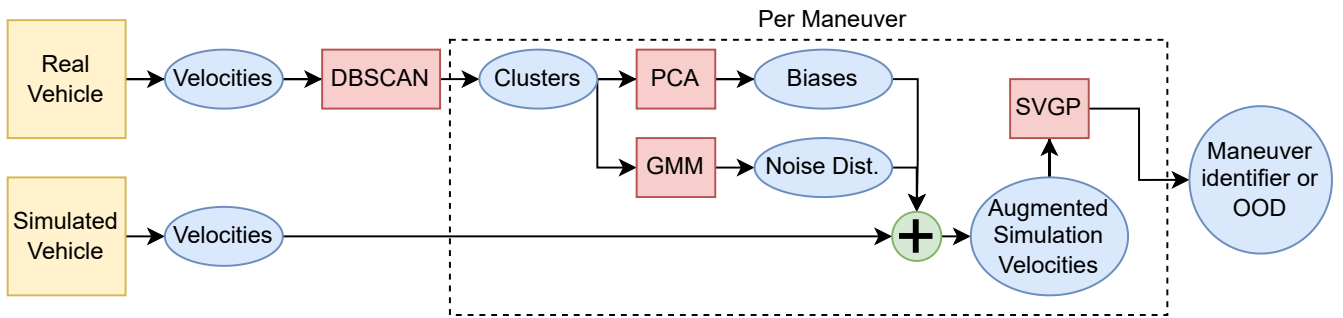 Per Maneuver
Real
Vehicle
Velocities
DBSCAN
Clusters
PCA
Biases
GMM
Noise Dist.
SVGP
Maneuver
identifier or
OOD
Simulated
Vehicle
Velocities
+
Augmented
Simulation
Velocities